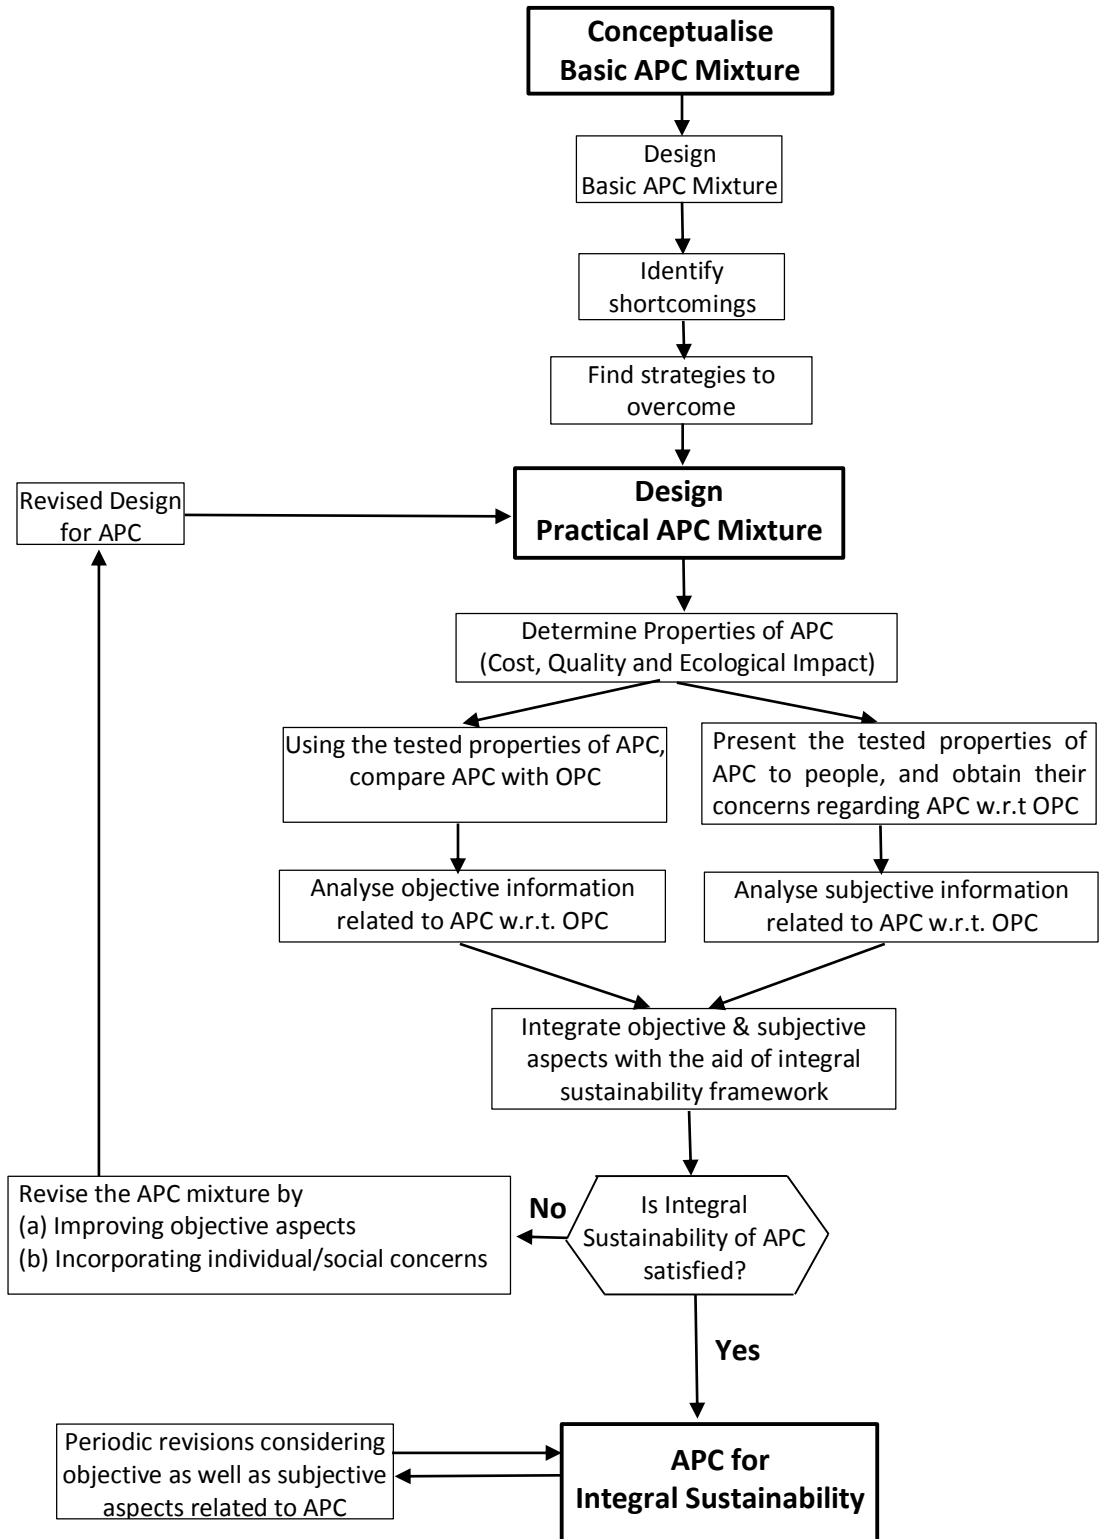 Conceptualise
Basic APC Mixture
Design
Basic APC Mixture
Identify
shortcomings
Find strategies to
overcome
Revised Design
for APC
Design
Practical APC Mixture
Determine Properties of APC
(Cost, Quality and Ecological Impact)
Using the tested properties of APC,
compare APC with OPC
Present the tested properties of
APC to people, and obtain their
concerns regarding APC w.r.t OPC
Analyse objective information
related to APC w.r.t. OPC
Analyse subjective information
related to APC w.r.t. OPC
Integrate objective & subjective
aspects with the aid of integral
sustainability framework
Revise the APC mixture by
(a) Improving objective aspects
(b) Incorporating individual/social concerns
No
Is Integral
Sustainability of APC
satisfied?
Yes
Periodic revisions considering
objective as well as subjective
aspects related to APC
APC for
Integral Sustainability